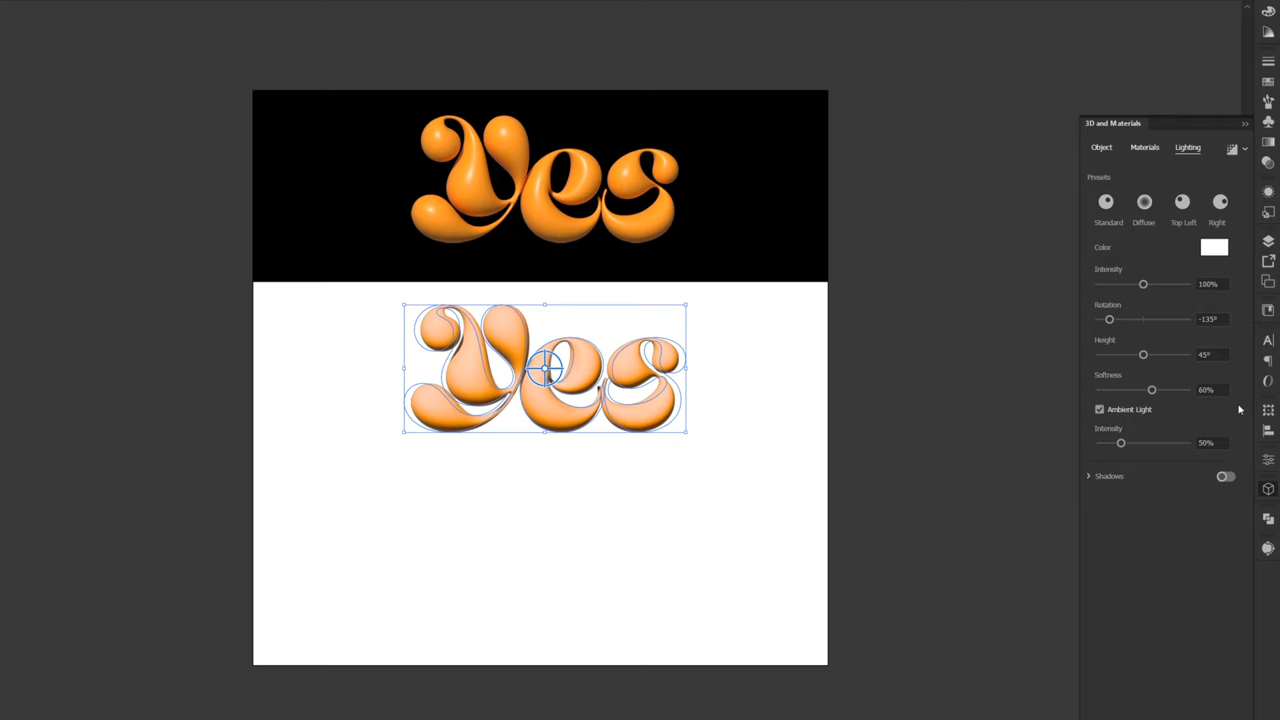 Yes
Yes
3D and Materials
Object Materials Lighting
Presets
Standard Diffuse Top Left Right
Color
Intensity
100%
Rotation
-135°
Height
45°
Softness
60%
Ambient Light
Intensity
50%
Shadows